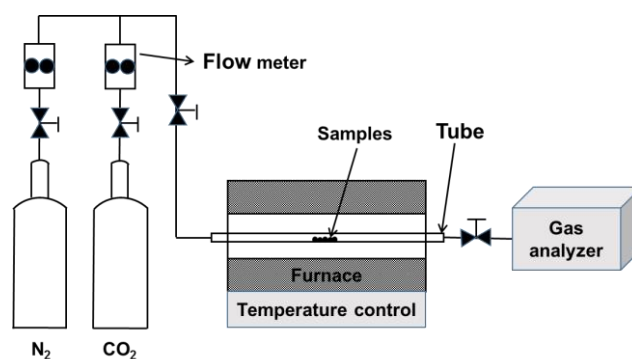 Flow meter
Samples
Tube
Gas
analyzer
Furnace
Temperature control
N₂
CO₂